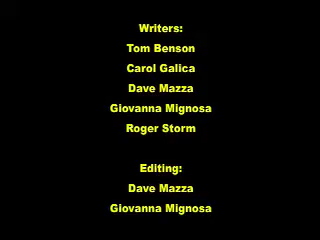 Writers:
Tom Benson
Carol Galica
Dave Mazza
Giovanna Mignosa
Roger Storm
Editing:
Dave Mazza
Giovanna Mignosa